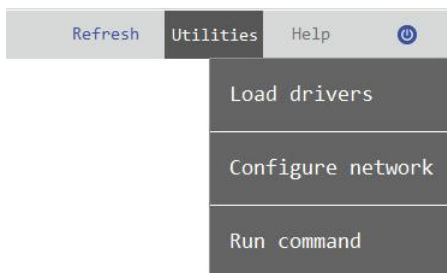 Refresh Utilities Help
Load drivers
Configure network
Run command